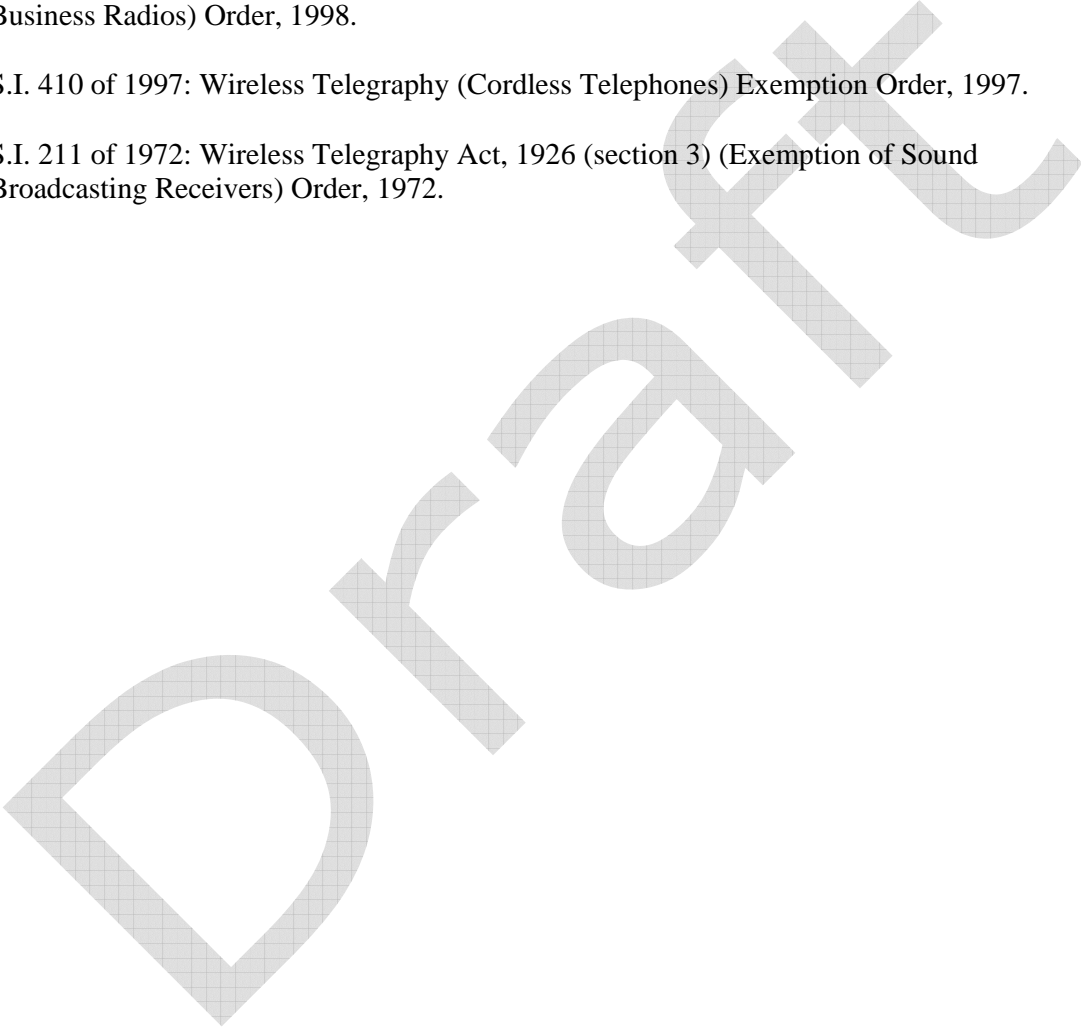 Business Radios) Order, 1998.
S.I. 410 of 1997: Wireless Telegraphy (Cordless Telephones) Exemption Order, 1997.
S.I. 211 of 1972: Wireless Telegraphy Act, 1926 (section 3) (Exemption of Sound
Broadcasting Receivers) Order, 1972.
Draft